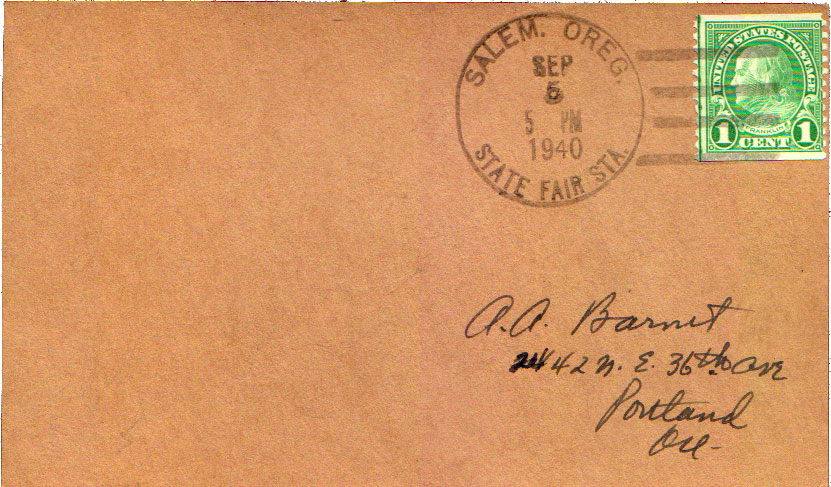 SALEM. OREG.
SEP
5
5 PM
1940
STATE FAIR STA.
UNITED STATES POSTAGE
FRANKLIN
1 CENT 1
A.A. Barnet
2442 N. E. 36th Ave
Portland
Ore-